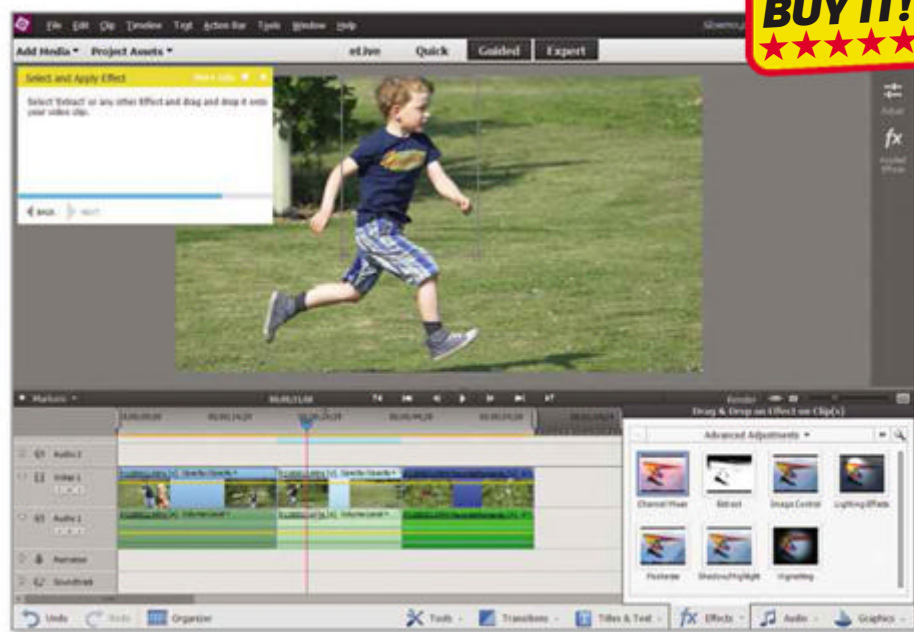 BUY IT!
File Edit Clip Timeline Text Action Bar Tools Window Help
Add Media Project Assets eLive Quick Guided Expert
Select and Apply Effect
Select 'Extract' or any other Effect and drag and drop it onto
your video clip.
BACK NEXT
Adjust
fx
Applied
Effects
Markers Render
Drag & Drop an Effect on Clip(s)
Advanced Adjustments
Audio 2
Video 1
Audio 1
Narration
Soundtrack
Channel Mixer Extract Image Control Lighting Effects
Posterize Shadow/Highlight Vignetting
Undo Redo Organizer Tools Transitions Titles & Text fx Effects Audio Graphics